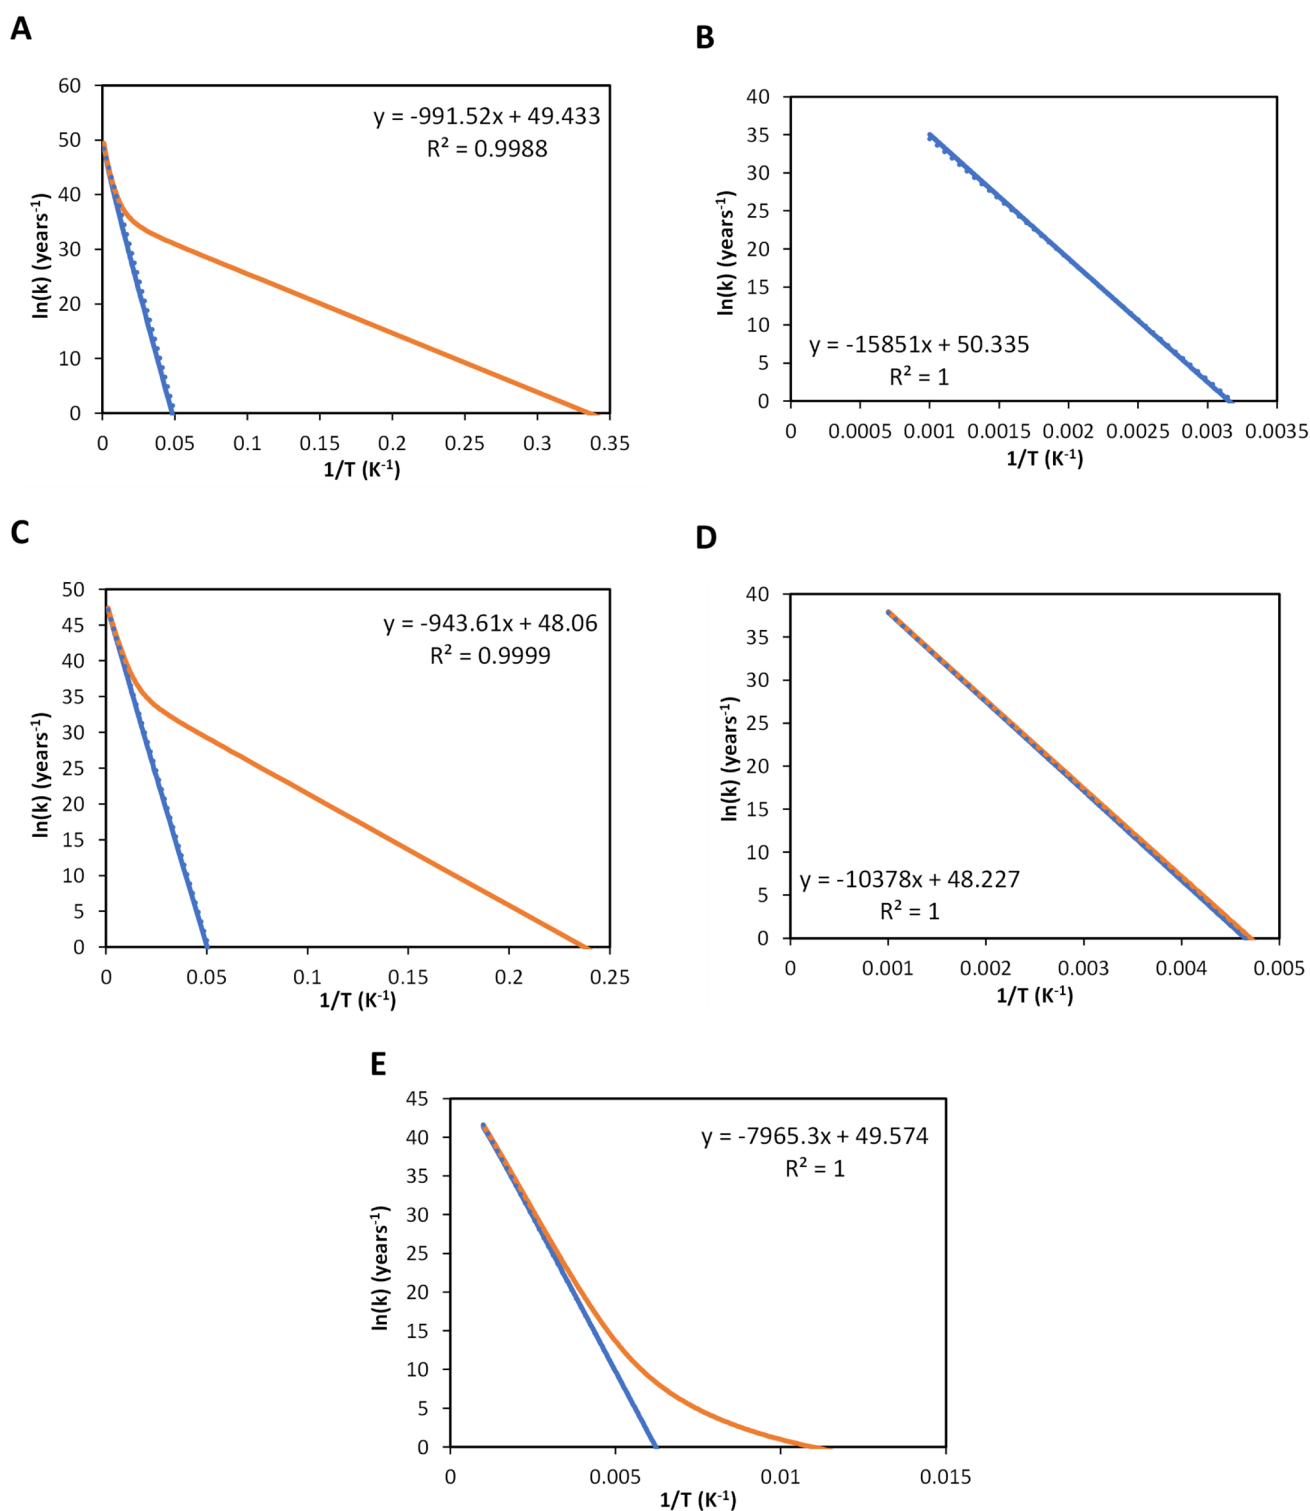 A
60
50
40
30
20
10
0
ln(k) (years⁻¹)
y = -991.52x + 49.433
R² = 0.9988
0 0.05 0.1 0.15 0.2 0.25 0.3 0.35
1/T (K⁻¹)
B
40
35
30
25
20
15
10
5
0
ln(k) (years⁻¹)
y = -15851x + 50.335
R² = 1
0 0.0005 0.001 0.0015 0.002 0.0025 0.003 0.0035
1/T (K⁻¹)
C
50
45
40
35
30
25
20
15
10
5
0
ln(k) (years⁻¹)
y = -943.61x + 48.06
R² = 0.9999
0 0.05 0.1 0.15 0.2 0.25
1/T (K⁻¹)
D
40
35
30
25
20
15
10
5
0
ln(k) (years⁻¹)
y = -10378x + 48.227
R² = 1
0 0.001 0.002 0.003 0.004 0.005
1/T (K⁻¹)
E
45
40
35
30
25
20
15
10
5
0
ln(k) (years⁻¹)
y = -7965.3x + 49.574
R² = 1
0 0.005 0.01 0.015
1/T (K⁻¹)